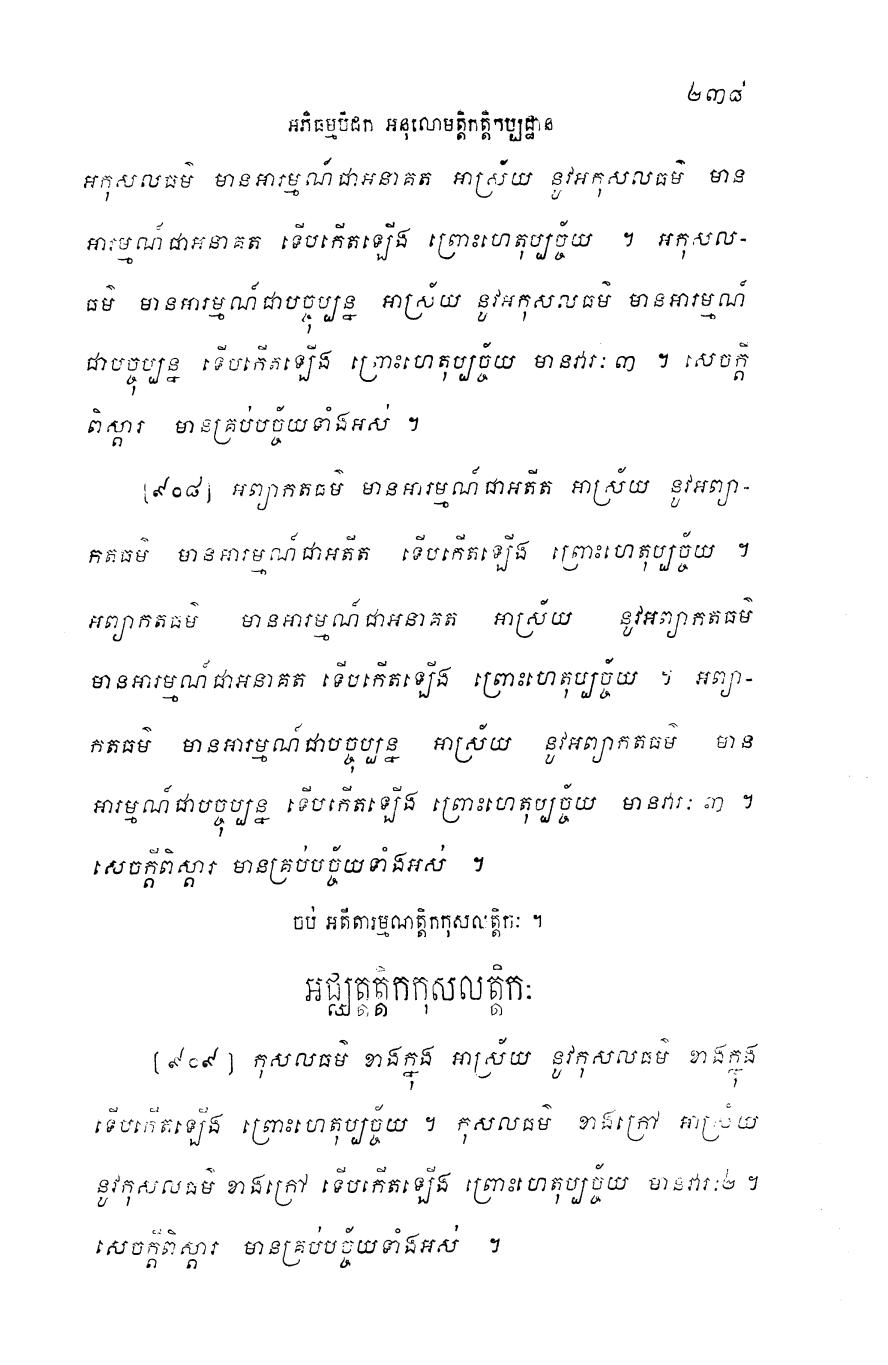 ២៣៨
អភិធម្មបិដក អនុលោមត្តិកត្តិកប្បដ្ឋាន
អកុសលធម៌ មានអារម្មណ៍ជាអនាគត អាស្រ័យ នូវអកុសលធម៌ មាន
អារម្មណ៍ជាអនាគត ទើបកើតឡើង ព្រោះហេតុប្បច្ច័យ ។ អកុសល-
ធម៌ មានអារម្មណ៍ជាបច្ចុប្បន្ន អាស្រ័យ នូវអកុសលធម៌ មានអារម្មណ៍
ជាបច្ចុប្បន្ន ទើបកើតឡើង ព្រោះហេតុប្បច្ច័យ មានវារៈ ៣ ។ សេចក្តី
ពិស្តារ មានគ្រប់បច្ច័យទាំងអស់ ។
[៩០៨] អព្យាកតធម៌ មានអារម្មណ៍ជាអតីត អាស្រ័យ នូវអព្យា-
កតធម៌ មានអារម្មណ៍ជាអតីត ទើបកើតឡើង ព្រោះហេតុប្បច្ច័យ ។
អព្យាកតធម៌ មានអារម្មណ៍ជាអនាគត អាស្រ័យ នូវអព្យាកតធម៌
មានអារម្មណ៍ជាអនាគត ទើបកើតឡើង ព្រោះហេតុប្បច្ច័យ ។ អព្យា-
កតធម៌ មានអារម្មណ៍ជាបច្ចុប្បន្ន អាស្រ័យ នូវអព្យាកតធម៌ មាន
អារម្មណ៍ជាបច្ចុប្បន្ន ទើបកើតឡើង ព្រោះហេតុប្បច្ច័យ មានវារៈ ៣ ។
សេចក្តីពិស្តារ មានគ្រប់បច្ច័យទាំងអស់ ។
ចប់ អតីតារម្មណត្តិកកុសលត្តិកៈ ។
អជ្ឈត្តត្តិកកុសលត្តិកៈ
[៩០៩] កុសលធម៌ ខាងក្នុង អាស្រ័យ នូវកុសលធម៌ ខាងក្នុង
ទើបកើតឡើង ព្រោះហេតុប្បច្ច័យ ។ កុសលធម៌ ខាងក្រៅ អាស្រ័យ
នូវកុសលធម៌ ខាងក្រៅ ទើបកើតឡើង ព្រោះហេតុប្បច្ច័យ មានវារៈ ២ ។
សេចក្តីពិស្តារ មានគ្រប់បច្ច័យទាំងអស់ ។